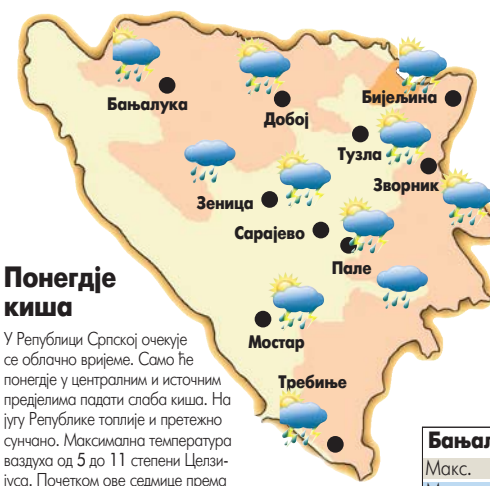 Бањалука
Добој
Бијељина
Тузла
Зворник
Зеница
Сарајево
Пале
Мостар
Требиње
Понегдје
киша
У Републици Српској очекује
се облачно вријеме. Само ће
понегдје у централним и источним
предјелима падати слаба киша. На
југу Републике топлије и претежно
сунчано. Максимална температура
ваздуха од 5 до 11 степени Целзи-
јуса. Почетком ове седмице према
Макс.